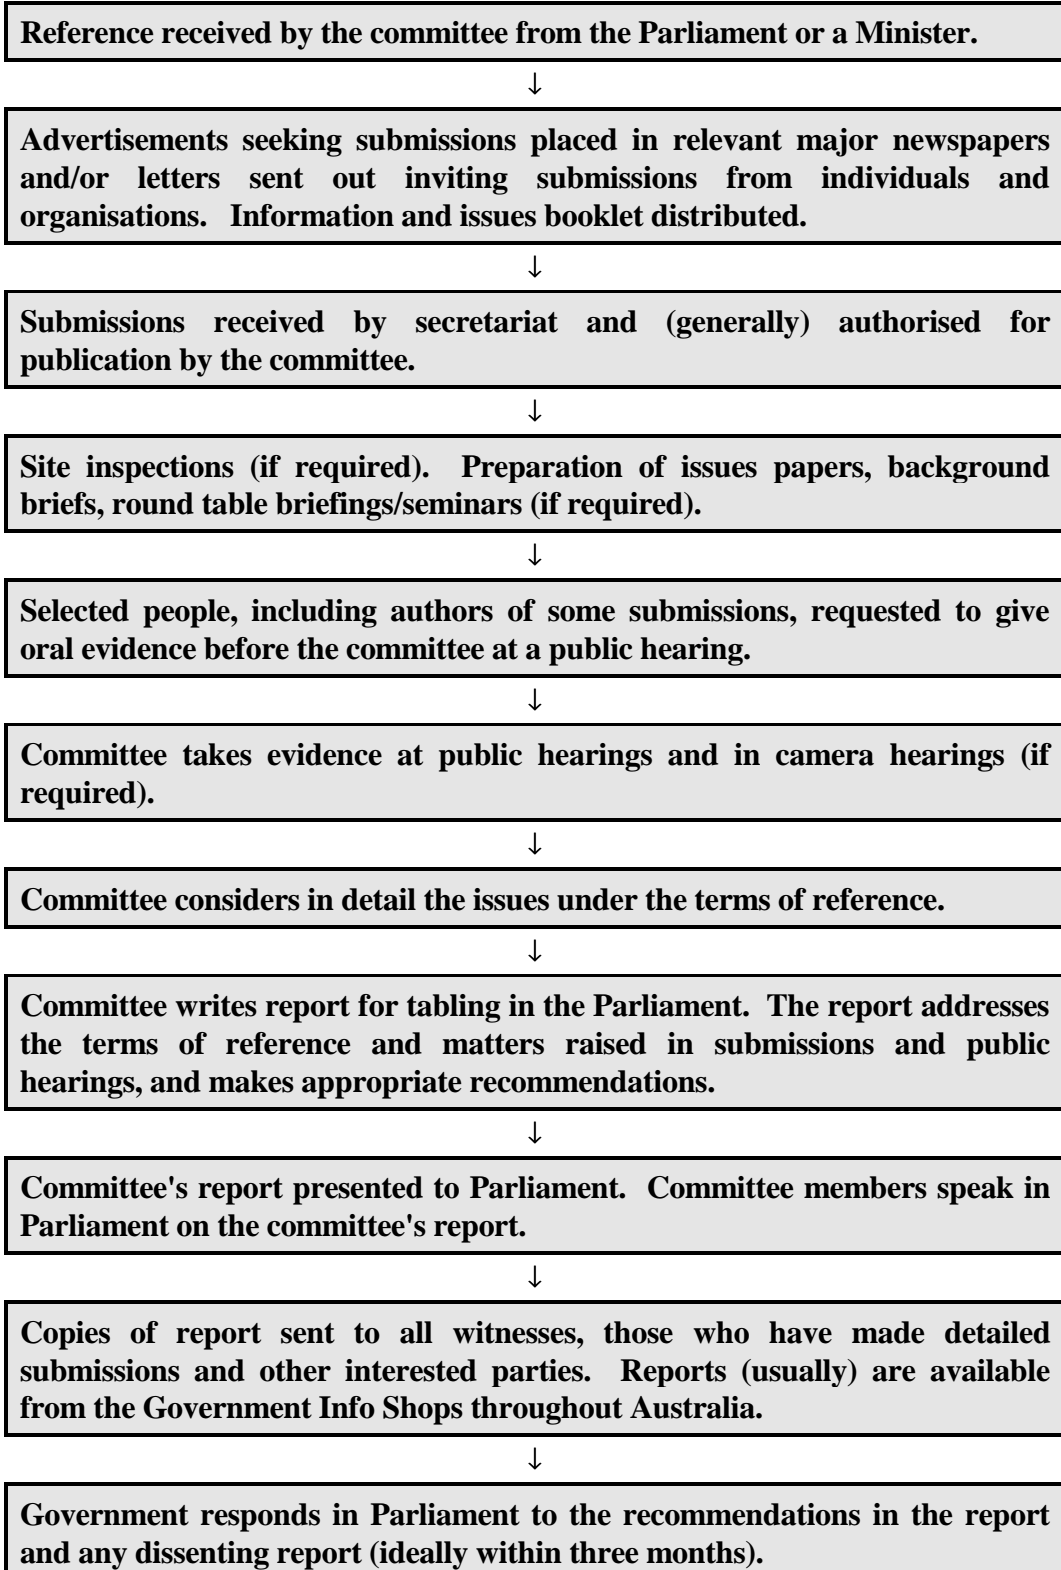 Reference received by the committee from the Parliament or a Minister.
↓
Advertisements seeking submissions placed in relevant major newspapers
and/or letters sent out inviting submissions from individuals and
organisations. Information and issues booklet distributed.
↓
Submissions received by secretariat and (generally) authorised for
publication by the committee.
↓
Site inspections (if required). Preparation of issues papers, background
briefs, round table briefings/seminars (if required).
↓
Selected people, including authors of some submissions, requested to give
oral evidence before the committee at a public hearing.
↓
Committee takes evidence at public hearings and in camera hearings (if
required).
↓
Committee considers in detail the issues under the terms of reference.
↓
Committee writes report for tabling in the Parliament. The report addresses
the terms of reference and matters raised in submissions and public
hearings, and makes appropriate recommendations.
↓
Committee's report presented to Parliament. Committee members speak in
Parliament on the committee's report.
↓
Copies of report sent to all witnesses, those who have made detailed
submissions and other interested parties. Reports (usually) are available
from the Government Info Shops throughout Australia.
↓
Government responds in Parliament to the recommendations in the report
and any dissenting report (ideally within three months).